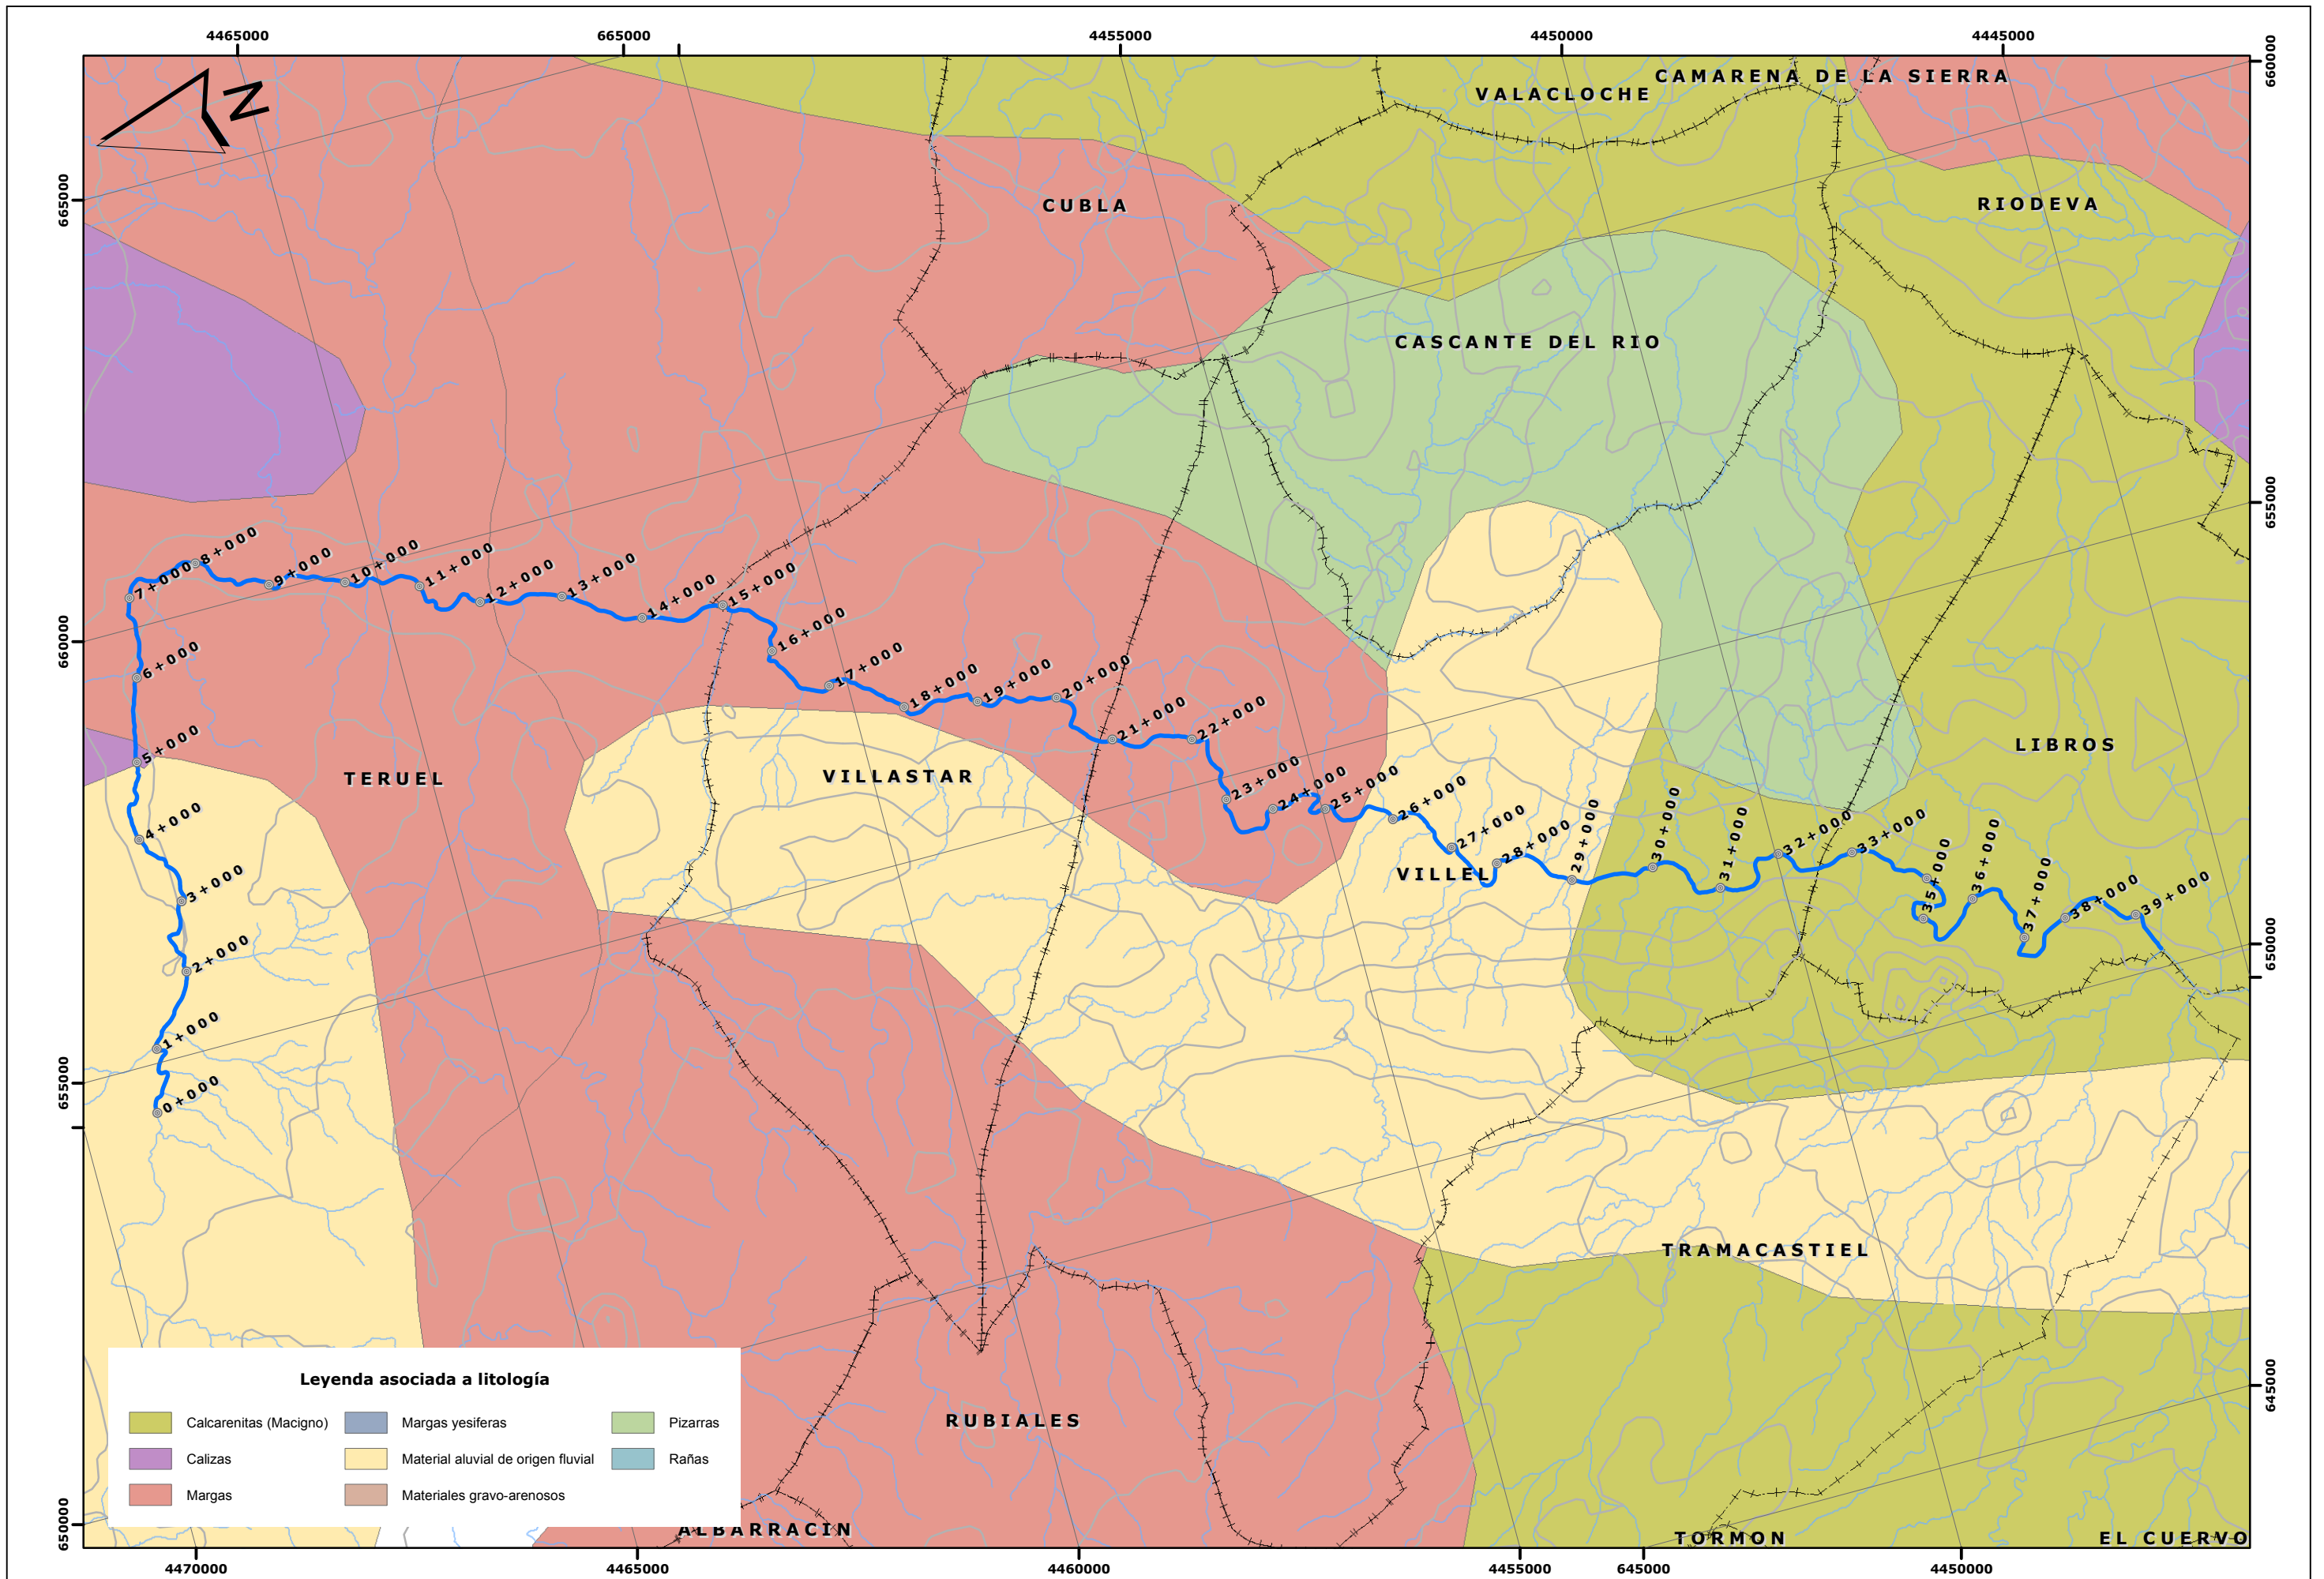 4465000
665000
4455000
4450000
4445000
660000
N
CAMARENA DE LA SIERRA
VALACLOCHE
665000
CUBLA
RIODEVA
CASCANTE DEL RIO
655000
7+000
8+000
9+000
10+000
11+000
12+000
13+000
14+000
15+000
16+000
17+000
18+000
19+000
20+000
21+000
22+000
23+000
24+000
25+000
26+000
27+000
28+000
29+000
30+000
31+000
32+000
33+000
35+000
36+000
37+000
38+000
39+000
660000
6+000
5+000
4+000
3+000
2+000
1+000
0+000
TERUEL
VILLASTAR
VILLEL
LIBROS
650000
655000
TRAMACASTIEL
RUBIALES
645000
Leyenda asociada a litología
Calcarenitas (Macigno)
Margas yesiferas
Pizarras
Calizas
Material aluvial de origen fluvial
Rañas
Margas
Materiales gravo-arenosos
650000
ALBARRACIN
TORMON
EL CUERVO
4470000
4465000
4460000
4455000
645000
4450000